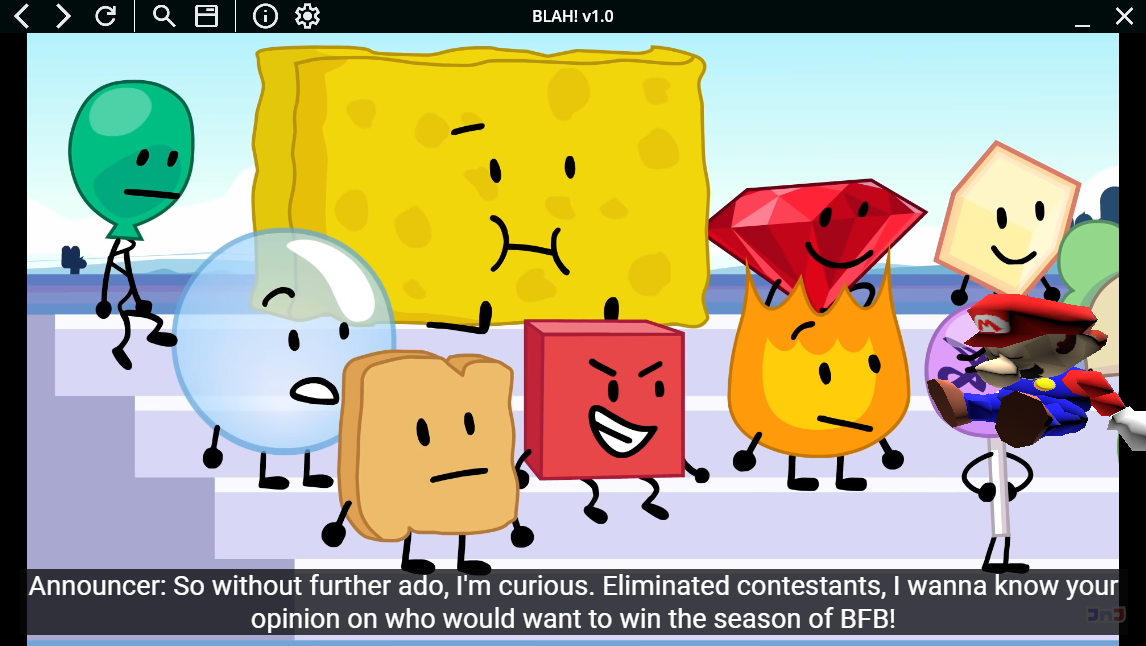 BLAH! v1.0
M
Announcer: So without further ado, I'm curious. Eliminated contestants, I wanna know your
opinion on who would want to win the season of BFB!
JnJ